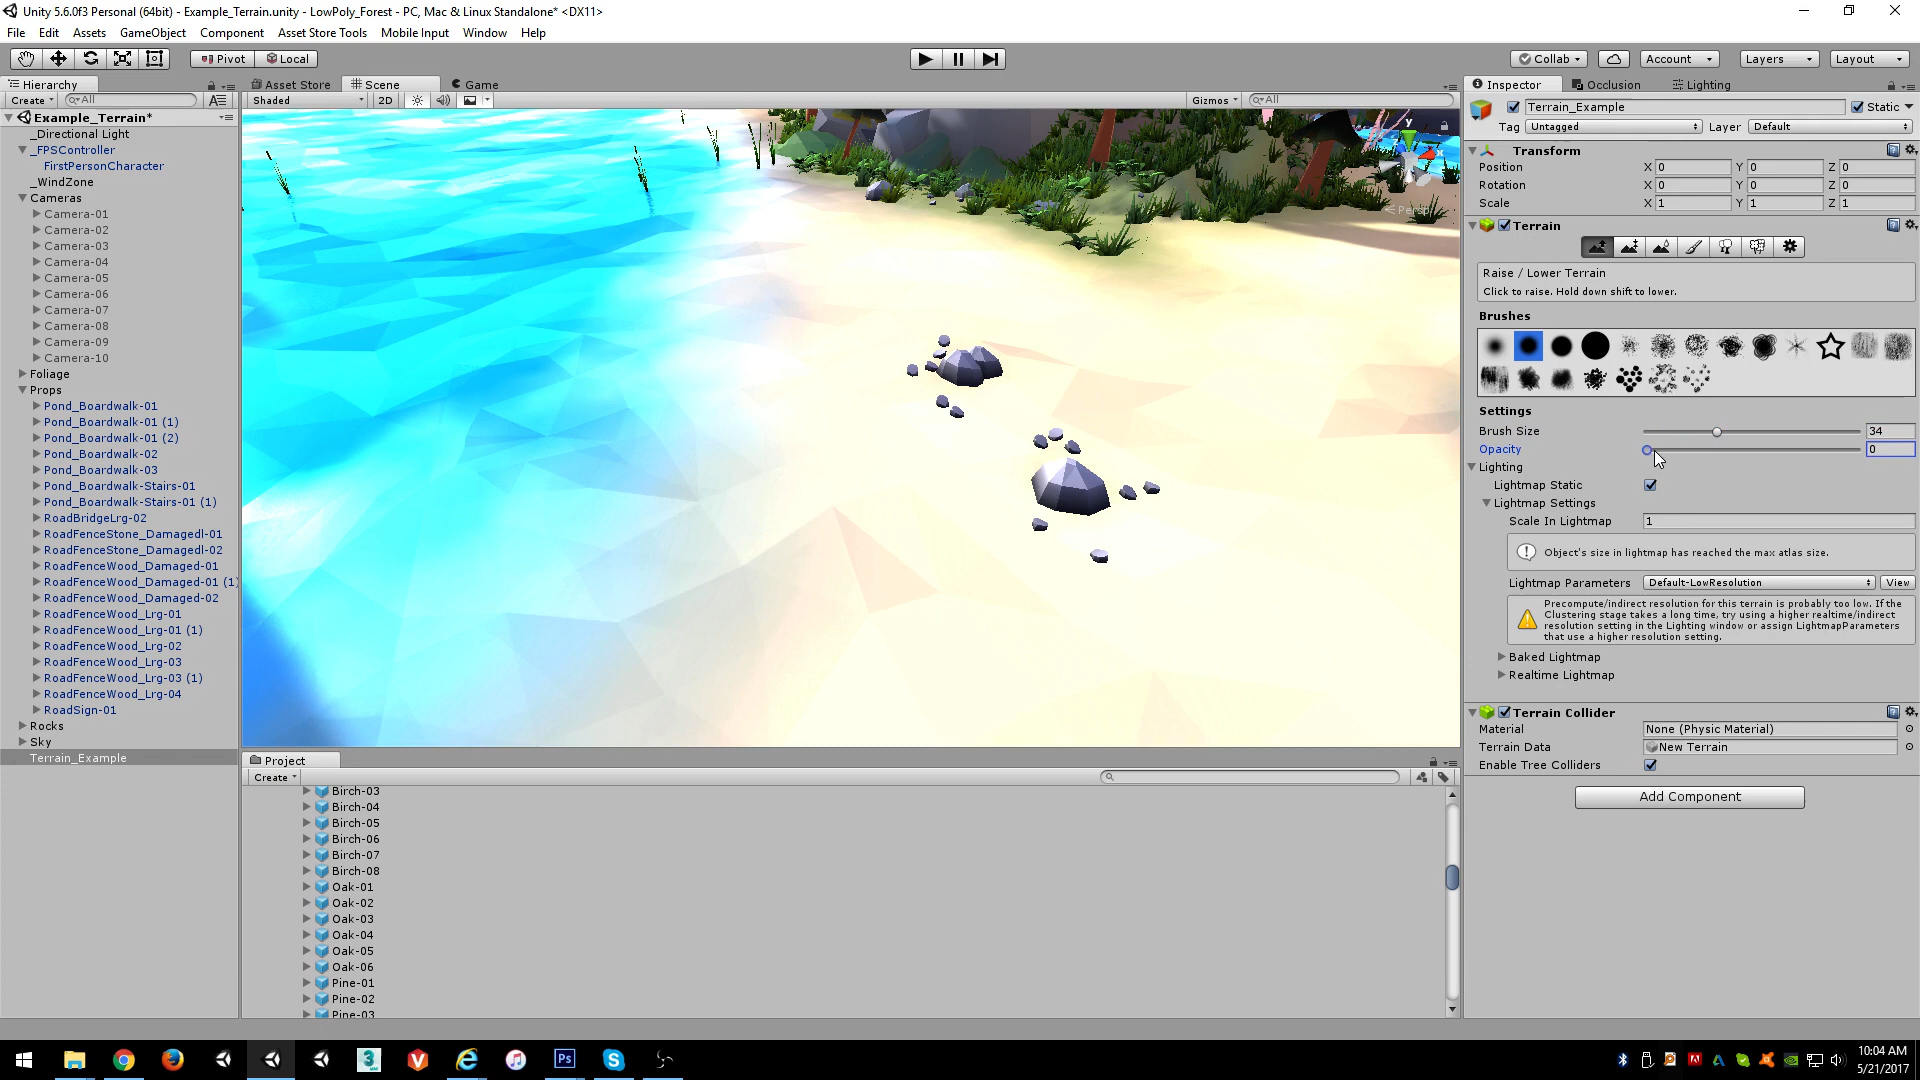 Unity 5.6.0f3 Personal (64bit) - Example_Terrain.unity - LowPoly_Forest - PC, Mac & Linux Standalone* <DX11>
File Edit Assets GameObject Component Asset Store Tools Mobile Input Window Help
Pivot Local Collab Account Layers Layout
Hierarchy
Create All
Example_Terrain*
_Directional Light
_FPSController
FirstPersonCharacter
_WindZone
Cameras
Camera-01
Camera-02
Camera-03
Camera-04
Camera-05
Camera-06
Camera-07
Camera-08
Camera-09
Camera-10
Foliage
Props
Pond_Boardwalk-01
Pond_Boardwalk-01 (1)
Pond_Boardwalk-01 (2)
Pond_Boardwalk-02
Pond_Boardwalk-03
Pond_Boardwalk-Stairs-01
Pond_Boardwalk-Stairs-01 (1)
RoadBridgeLrg-02
RoadFenceStone_Damagedl-01
RoadFenceStone_Damagedl-02
RoadFenceWood_Damaged-01
RoadFenceWood_Damaged-01 (1)
RoadFenceWood_Damaged-02
RoadFenceWood_Lrg-01
RoadFenceWood_Lrg-01 (1)
RoadFenceWood_Lrg-02
RoadFenceWood_Lrg-03
RoadFenceWood_Lrg-03 (1)
RoadFenceWood_Lrg-04
RoadSign-01
Rocks
Sky
Terrain_Example
Asset Store Scene Game
Shaded 2D Gizmos All
y
x
Persp
Project
Create
Birch-03
Birch-04
Birch-05
Birch-06
Birch-07
Birch-08
Oak-01
Oak-02
Oak-03
Oak-04
Oak-05
Oak-06
Pine-01
Pine-02
Pine-03
Inspector Occlusion Lighting
Terrain_Example Static
Tag Untagged Layer Default
Transform
Position X 0 Y 0 Z 0
Rotation X 0 Y 0 Z 0
Scale X 1 Y 1 Z 1
Terrain
Raise / Lower Terrain
Click to raise. Hold down shift to lower.
Brushes
Settings
Brush Size 34
Opacity 0
Lighting
Lightmap Static
Lightmap Settings
Scale In Lightmap 1
Object's size in lightmap has reached the max atlas size.
Lightmap Parameters Default-LowResolution View
Precompute/indirect resolution for this terrain is probably too low. If the
Clustering stage takes a long time, try using a higher realtime/indirect
resolution setting in the Lighting window or assign LightmapParameters
that use a higher resolution setting.
Baked Lightmap
Realtime Lightmap
Terrain Collider
Material None (Physic Material)
Terrain Data New Terrain
Enable Tree Colliders
Add Component
3
Ps
10:04 AM
5/21/2017